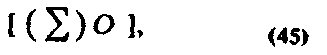 [ ( ∑ ) O ], (45)